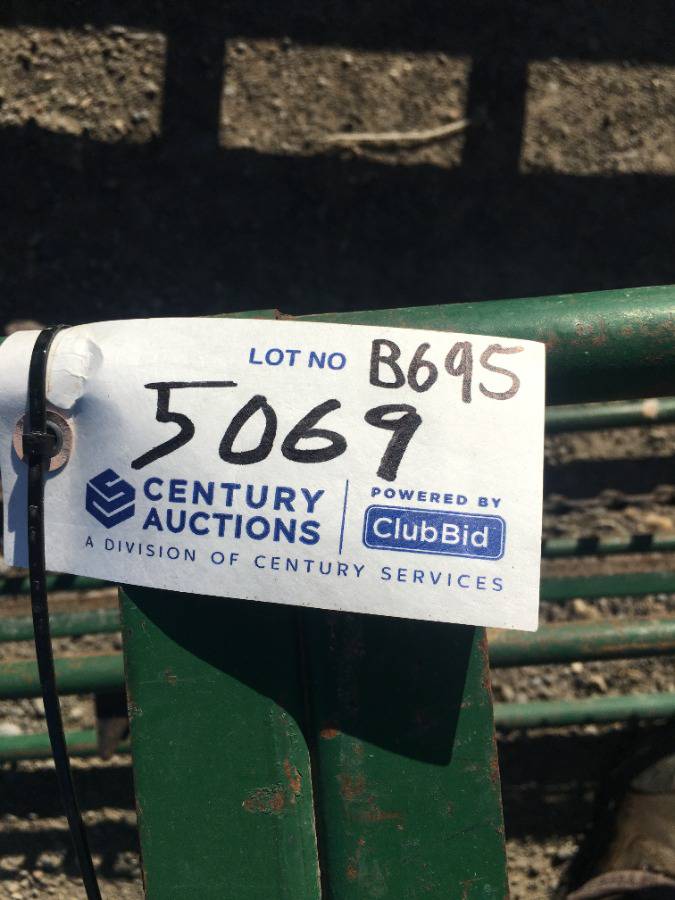 LOT NO B695
5069
CENTURY AUCTIONS
POWERED BY ClubBid
A DIVISION OF CENTURY SERVICES